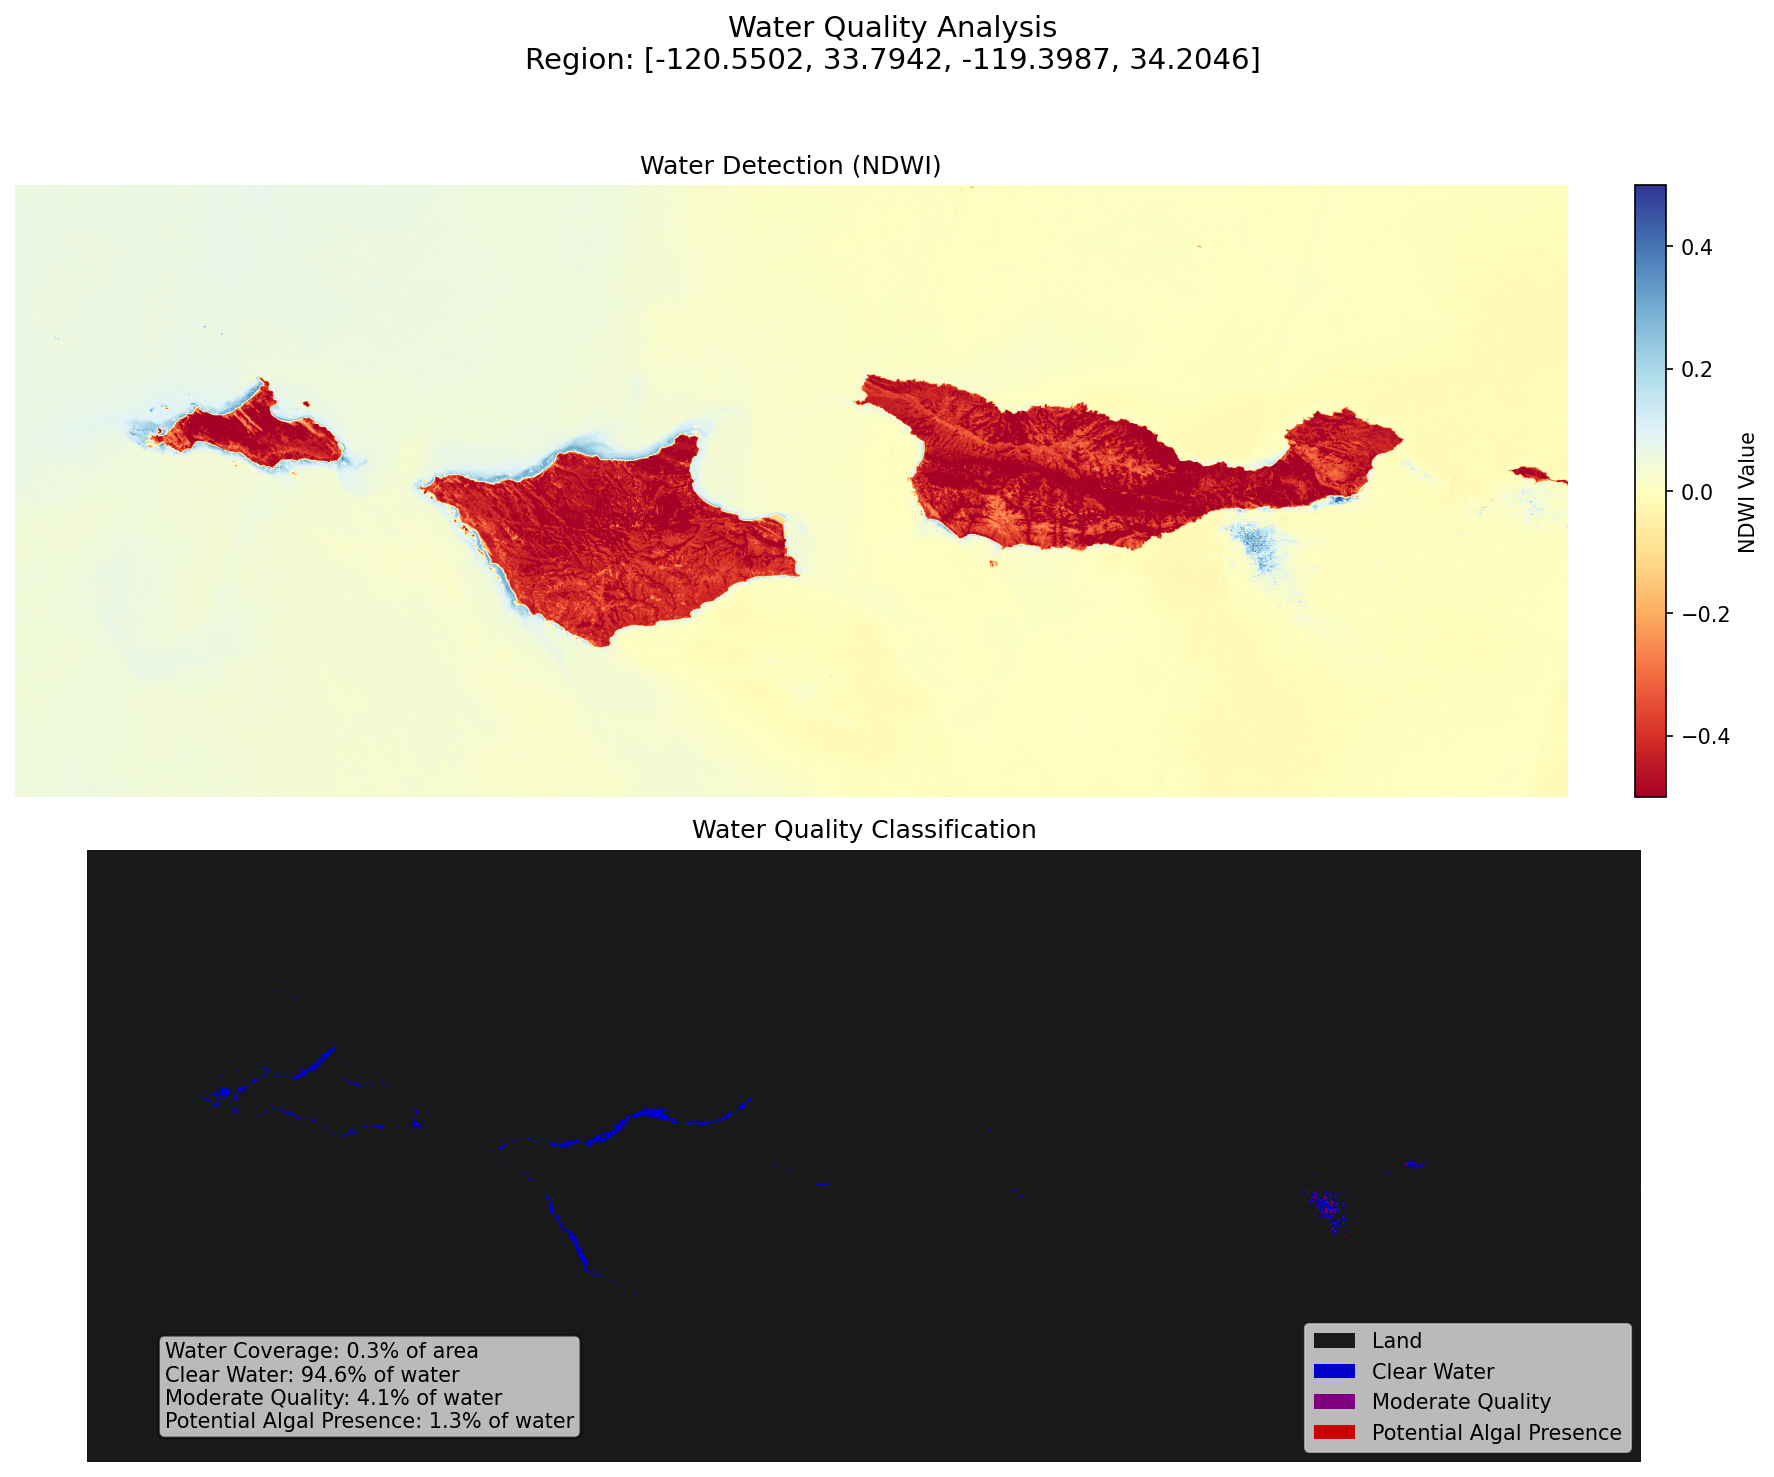 Water Quality Analysis
Region: [-120.5502, 33.7942, -119.3987, 34.2046]
Water Detection (NDWI)
0.4
0.2
0.0
−0.2
−0.4
NDWI Value
Water Quality Classification
Water Coverage: 0.3% of area
Clear Water: 94.6% of water
Moderate Quality: 4.1% of water
Potential Algal Presence: 1.3% of water
Land
Clear Water
Moderate Quality
Potential Algal Presence